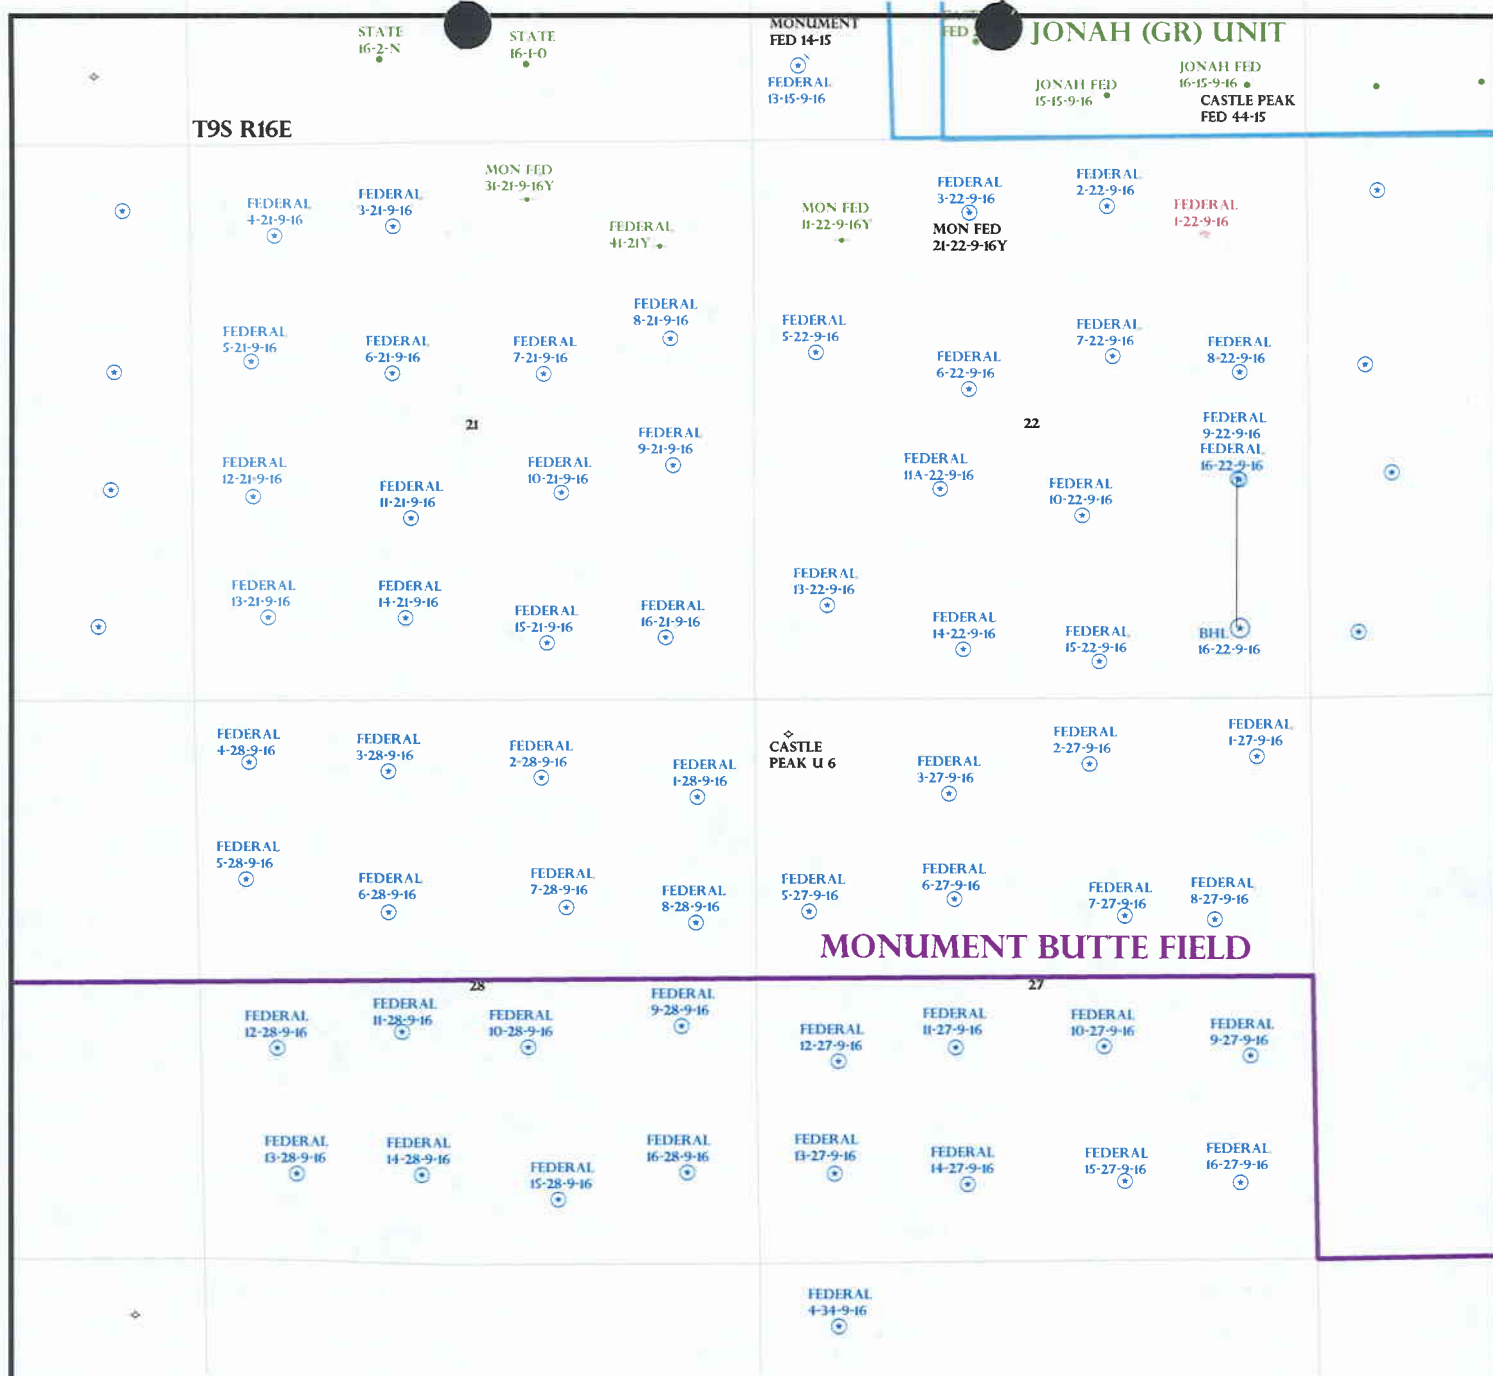 STATE
16-2-N
STATE
16-1-O
MONUMENT
FED 14-15
FEDERAL
13-15-9-16
FED
JONAH (GR) UNIT
JONAH FED
15-15-9-16
JONAH FED
16-15-9-16
CASTLE PEAK
FED 44-15
T9S R16E
FEDERAL
4-21-9-16
FEDERAL
3-21-9-16
MON FED
31-21-9-16Y
FEDERAL
41-21Y
MON FED
11-22-9-16Y
FEDERAL
3-22-9-16
MON FED
21-22-9-16Y
FEDERAL
2-22-9-16
FEDERAL
1-22-9-16
FEDERAL
5-21-9-16
FEDERAL
6-21-9-16
FEDERAL
7-21-9-16
FEDERAL
8-21-9-16
FEDERAL
5-22-9-16
FEDERAL
6-22-9-16
FEDERAL
7-22-9-16
FEDERAL
8-22-9-16
21
22
FEDERAL
12-21-9-16
FEDERAL
11-21-9-16
FEDERAL
10-21-9-16
FEDERAL
9-21-9-16
FEDERAL
11A-22-9-16
FEDERAL
10-22-9-16
FEDERAL
9-22-9-16
FEDERAL
16-22-9-16
FEDERAL
13-21-9-16
FEDERAL
14-21-9-16
FEDERAL
15-21-9-16
FEDERAL
16-21-9-16
FEDERAL
13-22-9-16
FEDERAL
14-22-9-16
FEDERAL
15-22-9-16
BHL
16-22-9-16
FEDERAL
4-28-9-16
FEDERAL
3-28-9-16
FEDERAL
2-28-9-16
FEDERAL
1-28-9-16
CASTLE
PEAK U 6
FEDERAL
3-27-9-16
FEDERAL
2-27-9-16
FEDERAL
1-27-9-16
FEDERAL
5-28-9-16
FEDERAL
6-28-9-16
FEDERAL
7-28-9-16
FEDERAL
8-28-9-16
FEDERAL
5-27-9-16
FEDERAL
6-27-9-16
FEDERAL
7-27-9-16
FEDERAL
8-27-9-16
MONUMENT BUTTE FIELD
28
27
FEDERAL
12-28-9-16
FEDERAL
11-28-9-16
FEDERAL
10-28-9-16
FEDERAL
9-28-9-16
FEDERAL
12-27-9-16
FEDERAL
11-27-9-16
FEDERAL
10-27-9-16
FEDERAL
9-27-9-16
FEDERAL
13-28-9-16
FEDERAL
14-28-9-16
FEDERAL
15-28-9-16
FEDERAL
16-28-9-16
FEDERAL
13-27-9-16
FEDERAL
14-27-9-16
FEDERAL
15-27-9-16
FEDERAL
16-27-9-16
FEDERAL
4-34-9-16